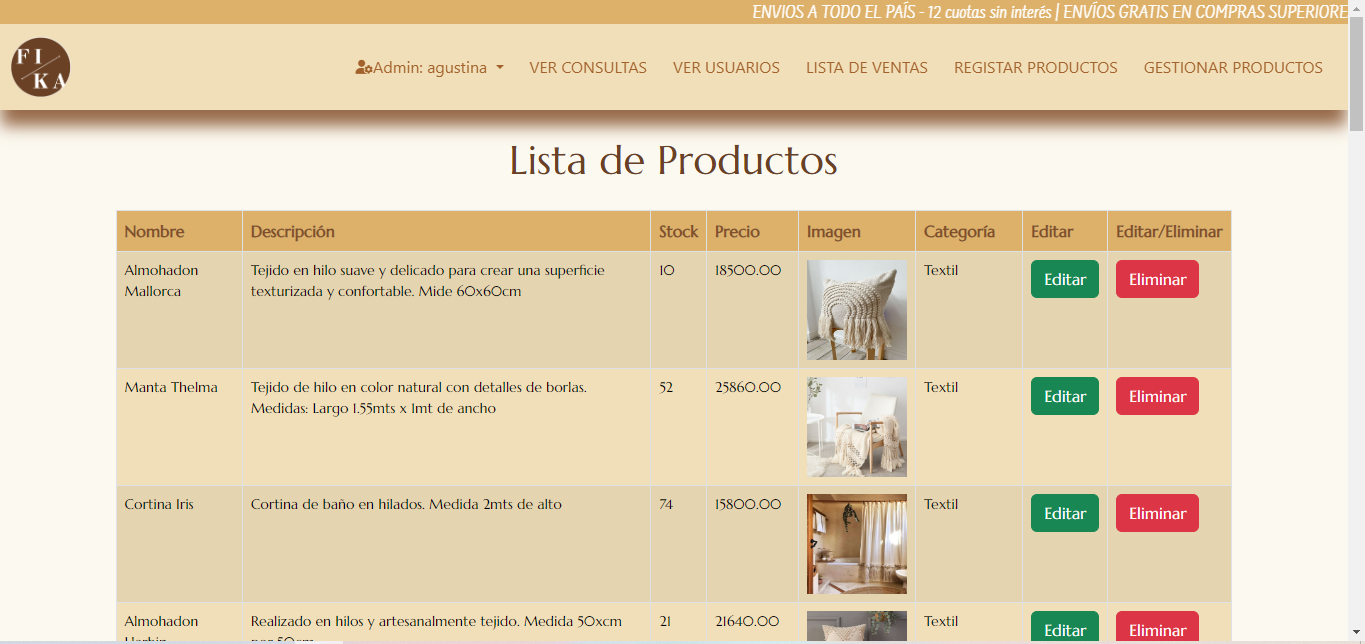 ENVIOS A TODO EL PAÍS - 12 cuotas sin interés | ENVÍOS GRATIS EN COMPRAS SUPERIORE
FI
KA
Admin: agustina VER CONSULTAS VER USUARIOS LISTA DE VENTAS REGISTAR PRODUCTOS GESTIONAR PRODUCTOS
Lista de Productos
Nombre Descripción Stock Precio Imagen Categoría Editar Editar/Eliminar
Almohadon Tejido en hilo suave y delicado para crear una superficie 10 18500.00 Textil Editar Eliminar
Mallorca texturizada y confortable. Mide 60x60cm
Manta Thelma Tejido de hilo en color natural con detalles de borlas. 52 25860.00 Textil Editar Eliminar
Medidas: Largo 1.55mts x 1mt de ancho
Cortina Iris Cortina de baño en hilados. Medida 2mts de alto 74 15800.00 Textil Editar Eliminar
Almohadon Realizado en hilos y artesanalmente tejido. Medida 50xcm 21 21640.00 Textil Editar Eliminar
por 50cm